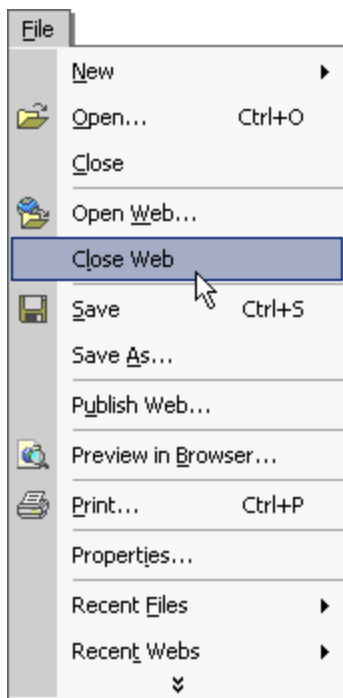 File
New
Open... Ctrl+O
Close
Open Web...
Close Web
Save Ctrl+S
Save As...
Publish Web...
Preview in Browser...
Print... Ctrl+P
Properties...
Recent Files
Recent Webs